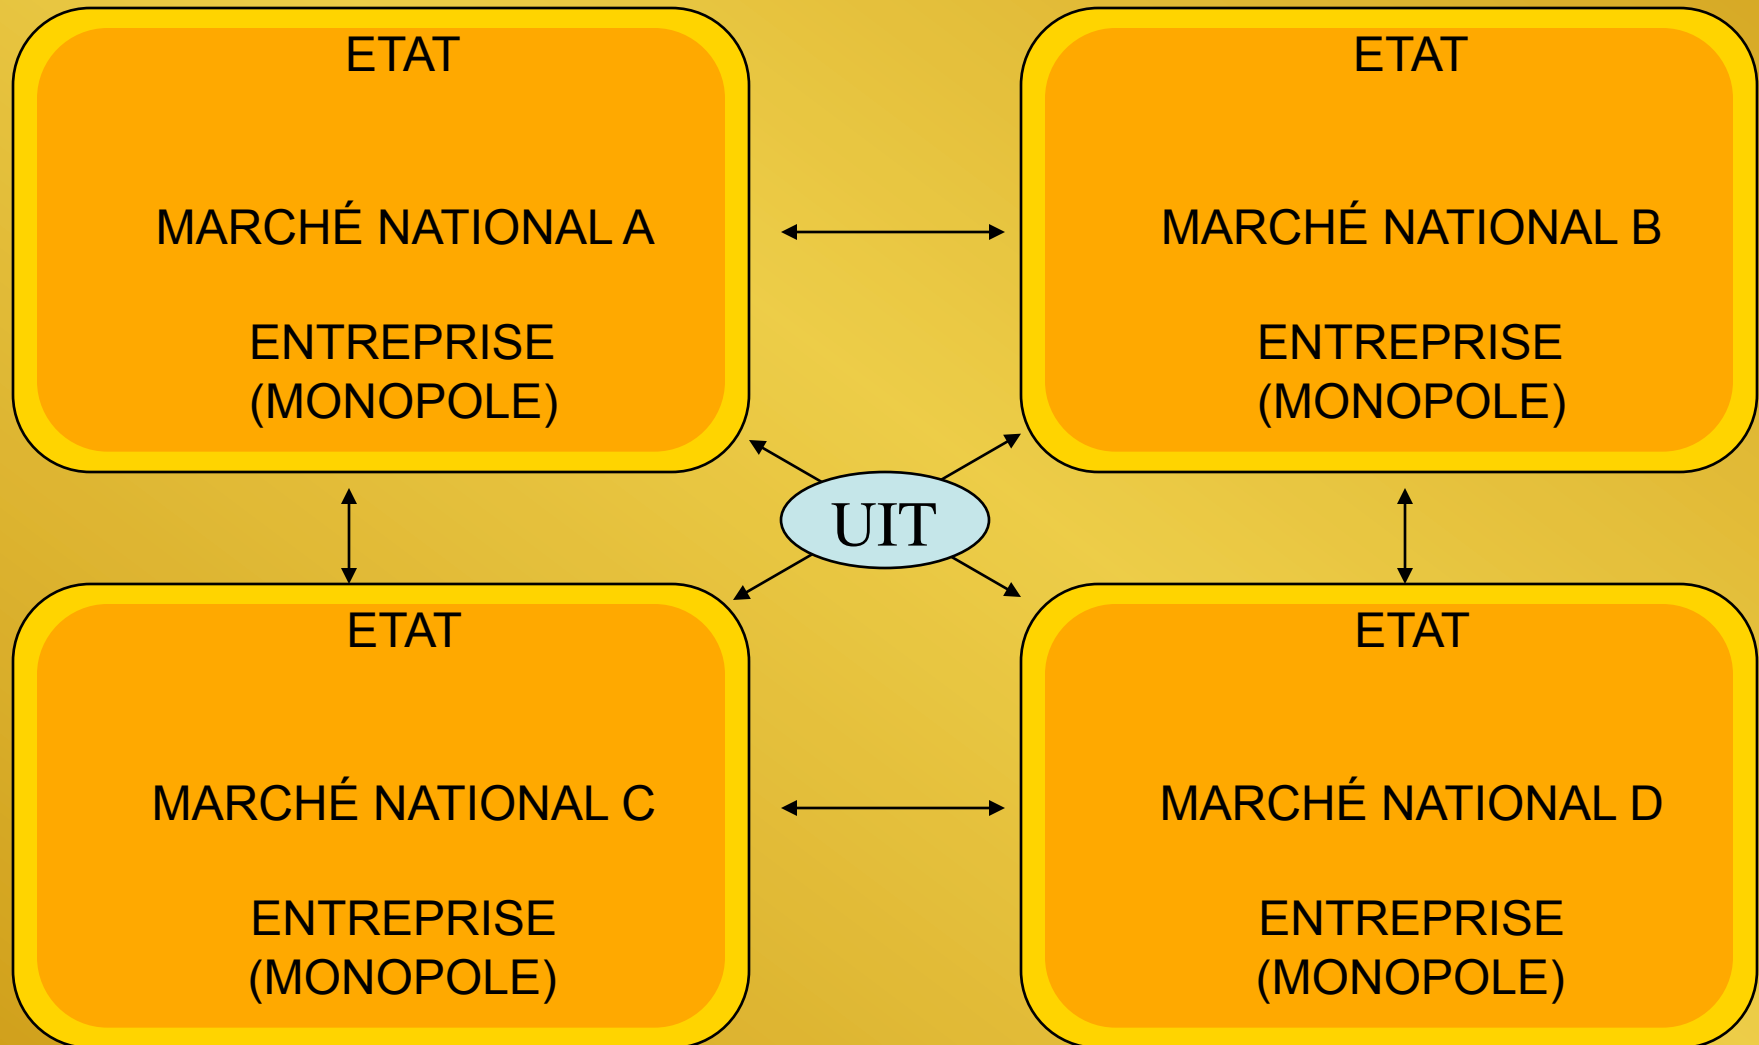 ETAT
MARCHÉ NATIONAL A
ENTREPRISE
(MONOPOLE)
ETAT
MARCHÉ NATIONAL B
ENTREPRISE
(MONOPOLE)
UIT
ETAT
MARCHÉ NATIONAL C
ENTREPRISE
(MONOPOLE)
ETAT
MARCHÉ NATIONAL D
ENTREPRISE
(MONOPOLE)